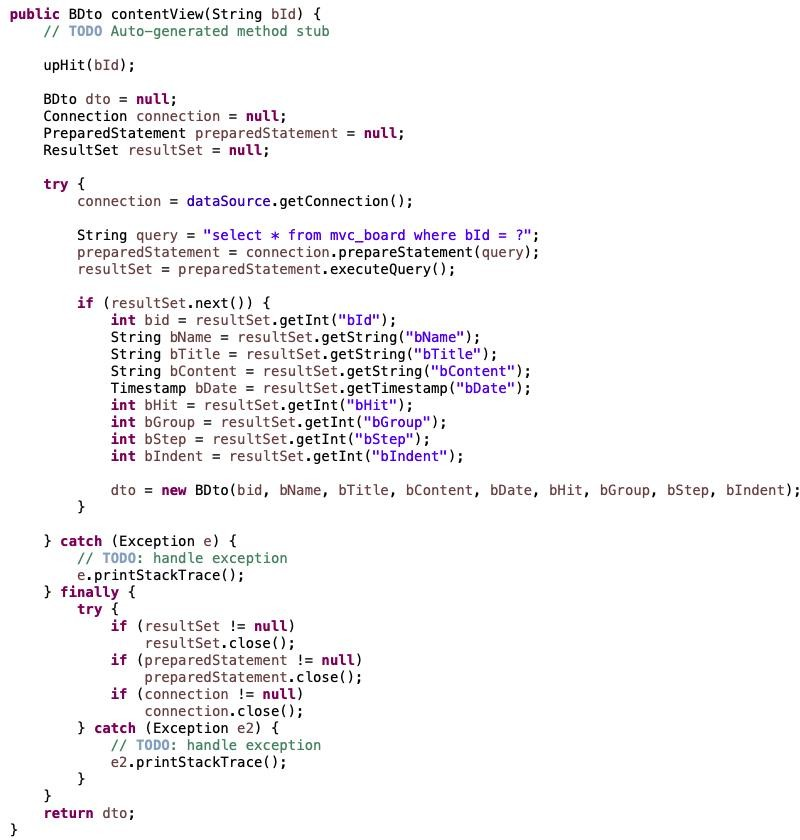 public BDto contentView(String bId) {
    // TODO Auto-generated method stub

    upHit(bId);

    BDto dto = null;
    Connection connection = null;
    PreparedStatement preparedStatement = null;
    ResultSet resultSet = null;

    try {
        connection = dataSource.getConnection();

        String query = "select * from mvc_board where bId = ?";
        preparedStatement = connection.prepareStatement(query);
        resultSet = preparedStatement.executeQuery();

        if (resultSet.next()) {
            int bid = resultSet.getInt("bId");
            String bName = resultSet.getString("bName");
            String bTitle = resultSet.getString("bTitle");
            String bContent = resultSet.getString("bContent");
            Timestamp bDate = resultSet.getTimestamp("bDate");
            int bHit = resultSet.getInt("bHit");
            int bGroup = resultSet.getInt("bGroup");
            int bStep = resultSet.getInt("bStep");
            int bIndent = resultSet.getInt("bIndent");

            dto = new BDto(bid, bName, bTitle, bContent, bDate, bHit, bGroup, bStep, bIndent);
        }

    } catch (Exception e) {
        // TODO: handle exception
        e.printStackTrace();
    } finally {
        try {
            if (resultSet != null)
                resultSet.close();
            if (preparedStatement != null)
                preparedStatement.close();
            if (connection != null)
                connection.close();
        } catch (Exception e2) {
            // TODO: handle exception
            e2.printStackTrace();
        }
    }
    return dto;
}